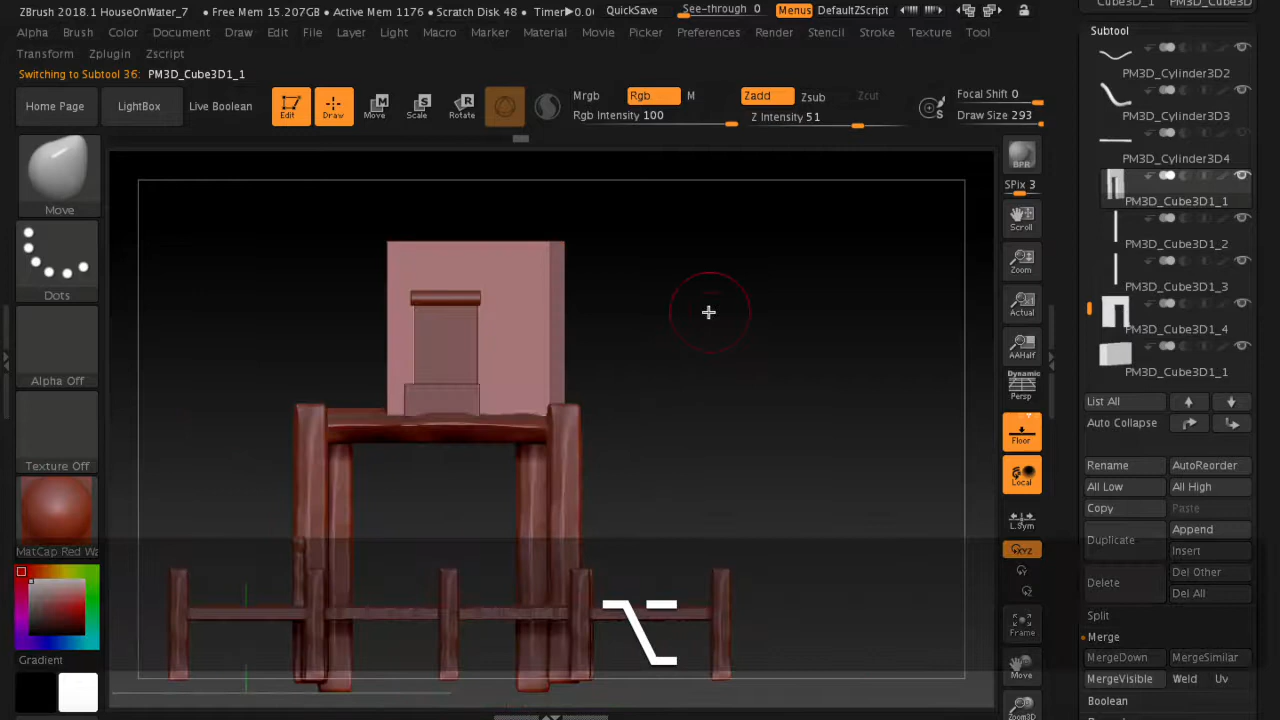 ZBrush 2018.1 HouseOnWater_7 • Free Mem 15.207GB • Active Mem 1176 • Scratch Disk 48 • Timer▶0.0 QuickSave See-through 0 Menus DefaultZScript
Alpha Brush Color Document Draw Edit File Layer Light Macro Marker Material Movie Picker Preferences Render Stencil Stroke Texture Tool
Transform Zplugin Zscript
Switching to Subtool 36: PM3D_Cube3D1_1
Home Page LightBox Live Boolean Edit Draw Move Scale Rotate
Mrgb Rgb M Zadd Zsub Zcut
Rgb Intensity 100 Z Intensity 51
Focal Shift 0
Draw Size 293
Move
Dots
Alpha Off
Texture Off
MatCap Red Wa
Gradient
BPR
SPix 3
Scroll
Zoom
Actual
AAHalf
Dynamic
Persp
Floor
Local
L.Sym
xyz
Frame
Move
Zoom3D
CUBE3D_1 PM3D_Cube3D
Subtool
PM3D_Cylinder3D2
PM3D_Cylinder3D3
PM3D_Cylinder3D4
PM3D_Cube3D1_1
PM3D_Cube3D1_2
PM3D_Cube3D1_3
PM3D_Cube3D1_4
PM3D_Cube3D1_1
List All
Auto Collapse
Rename AutoReorder
All Low All High
Copy Paste
Duplicate Append
Insert
Delete Del Other
Del All
Split
Merge
MergeDown MergeSimilar
MergeVisible Weld Uv
Boolean